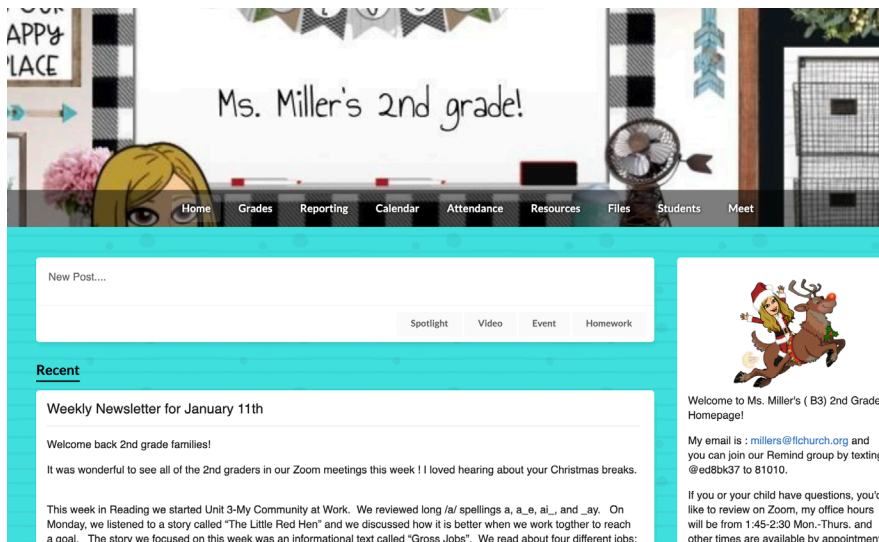 APPY
PLACE
L O V E
Ms. Miller's 2nd grade!
Home Grades Reporting Calendar Attendance Resources Files Students Meet
New Post....
Spotlight Video Event Homework
Recent
Weekly Newsletter for January 11th
Welcome back 2nd grade families!
It was wonderful to see all of the 2nd graders in our Zoom meetings this week ! I loved hearing about your Christmas breaks.
This week in Reading we started Unit 3-My Community at Work. We reviewed long /a/ spellings a, a_e, ai_, and _ay. On
Monday, we listened to a story called “The Little Red Hen” and we discussed how it is better when we work togther to reach
a goal. The story we focused on this week was an informational text called “Gross Jobs”. We read about four different jobs:
Welcome to Ms. Miller's ( B3) 2nd Grade
Homepage!
My email is : millers@flchurch.org and
you can join our Remind group by texting
@ed8bk37 to 81010.
If you or your child have questions, you'd
like to review on Zoom, my office hours
will be from 1:45-2:30 Mon.-Thurs. and
other times are available by appointment